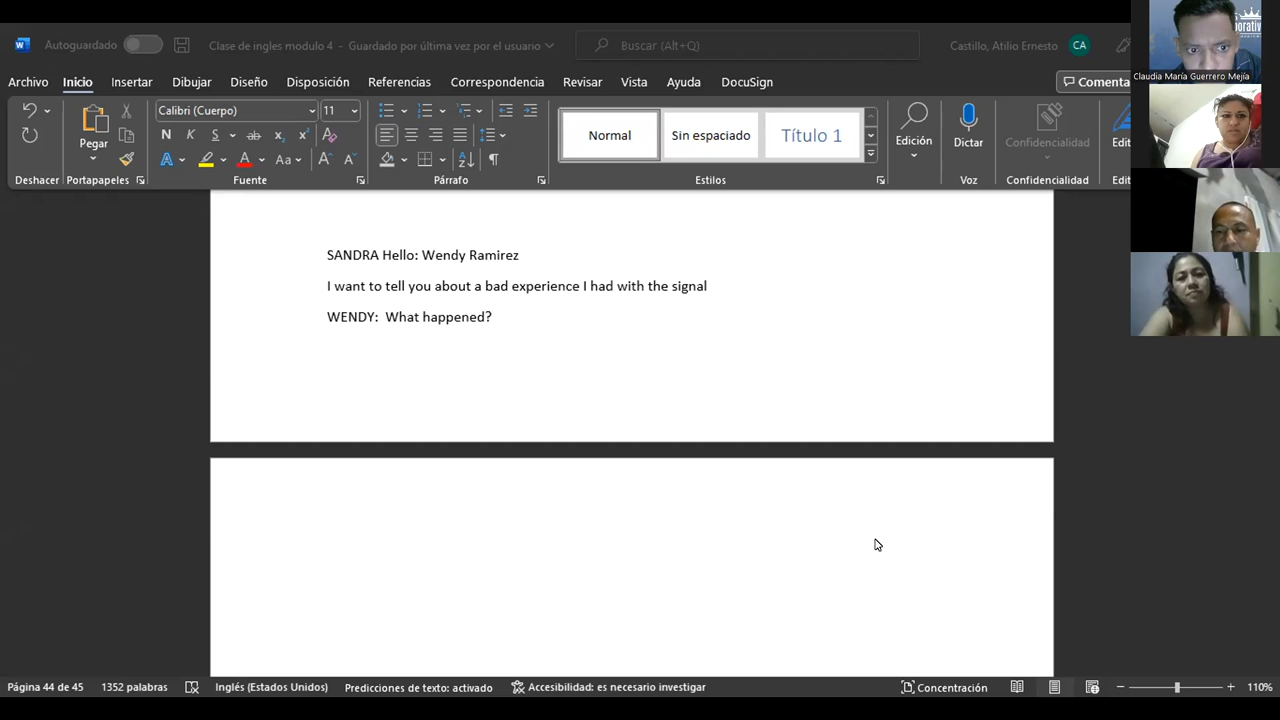 Autoguardado
Clase de ingles modulo 4 - Guardado por última vez por el usuario
Buscar (Alt+Q)
Castillo, Atilio Ernesto
CA
Claudia María Guerrero Mejía
Archivo Inicio Insertar Dibujar Diseño Disposición Referencias Correspondencia Revisar Vista Ayuda DocuSign
Calibri (Cuerpo) 11
Pegar
N K S ab x₂ x² A
A A Aa A A
Normal
Sin espaciado
Título 1
Edición
Dictar
Confidencialidad
Deshacer Portapapeles Fuente Párrafo Estilos Voz Confidencialidad
SANDRA Hello: Wendy Ramirez
I want to tell you about a bad experience I had with the signal
WENDY: What happened?
Página 44 de 45 1352 palabras Inglés (Estados Unidos) Predicciones de texto: activado Accesibilidad: es necesario investigar Concentración 110%